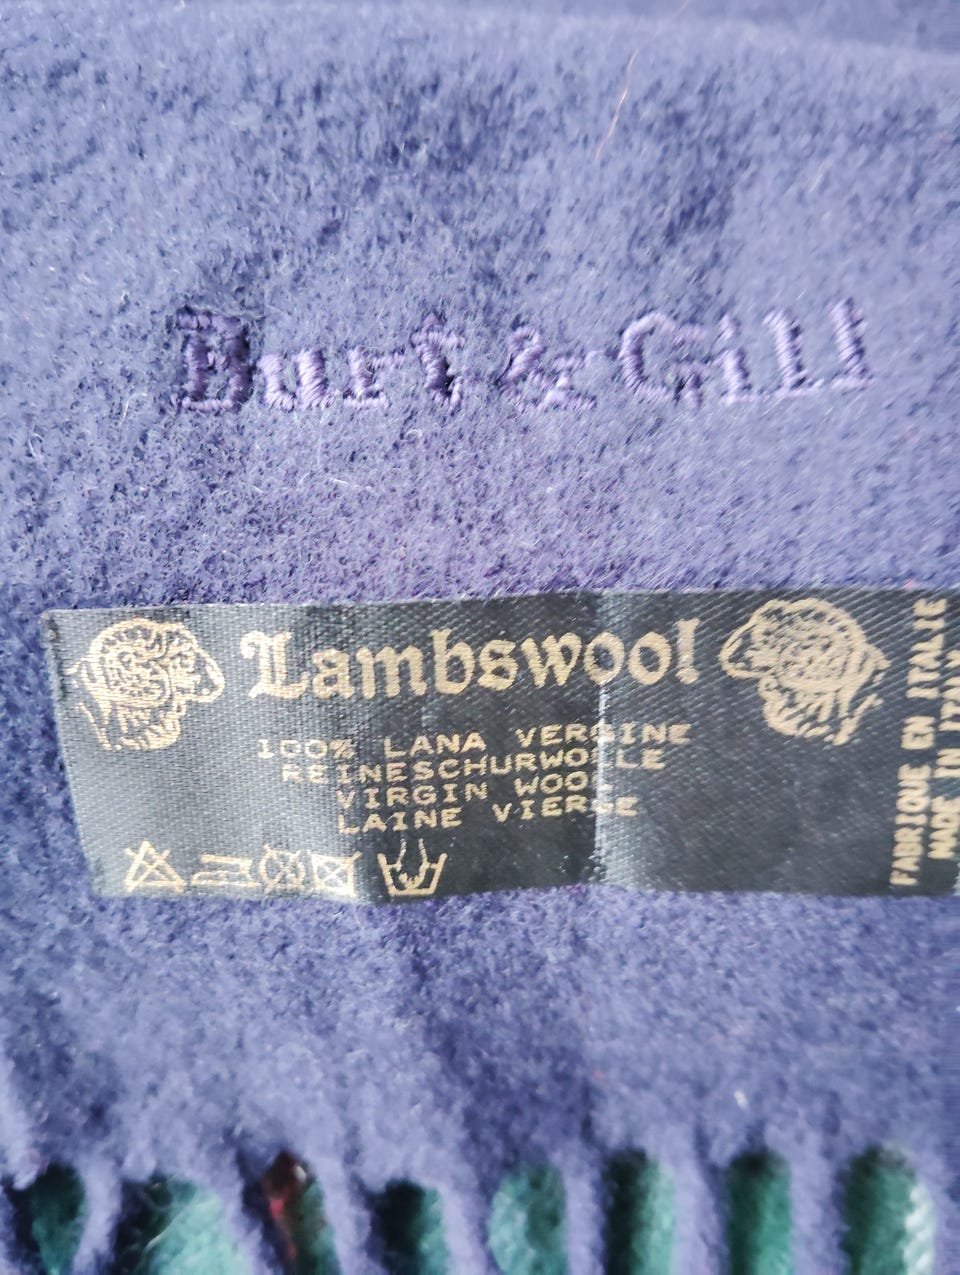 Burt & Gill
Lambswool
100% LANA VERGINE
REINESCHURWOLLE
VIRGIN WOOL
LAINE VIERGE
FABRIQUE EN ITALIE
MADE IN ITALY